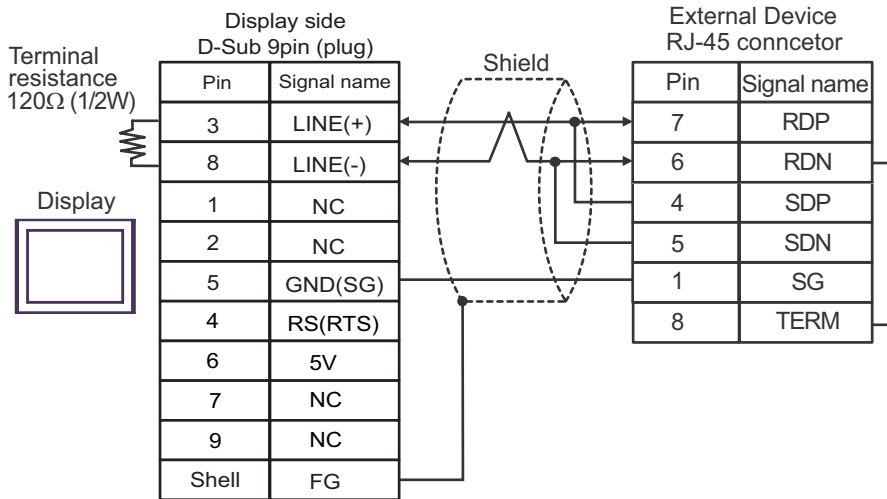 Display side
D-Sub 9pin (plug)
External Device
RJ-45 conncetor
Terminal
resistance
120Ω (1/2W)
Shield
Pin Signal name
3 LINE(+)
8 LINE(-)
1 NC
2 NC
5 GND(SG)
4 RS(RTS)
6 5V
7 NC
9 NC
Shell FG
Display
Pin Signal name
7 RDP
6 RDN
4 SDP
5 SDN
1 SG
8 TERM